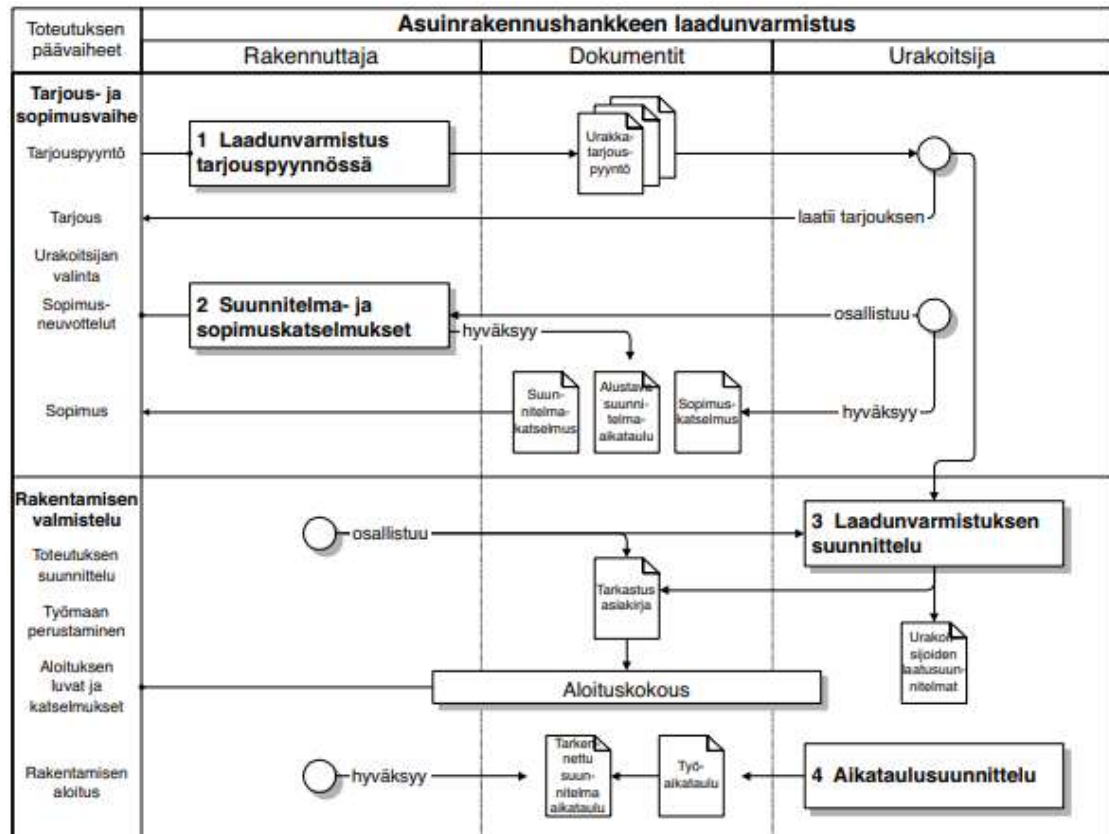 Toteutuksen
päävaiheet
Asuinrakennushankkeen laadunvarmistus
Rakennuttaja
Dokumentit
Urakoitsija
Tarjous- ja
sopimusvaihe
Tarjouspyyntö
1 Laadunvarmistus
tarjouspyynnössä
Urakka-
tarjous-
pyyntö
Tarjous
laatii tarjouksen
Urakoitsijan
valinta
Sopimus-
neuvottelut
2 Suunnitelma- ja
sopimuskatselmukset
osallistuu
hyväksyy
Sopimus
Suun-
nitelma-
katselmus
Alustava
suunni-
telma-
aikataulu
Sopimus-
katselmus
hyväksyy
Rakentamisen
valmistelu
osallistuu
3 Laadunvarmistuksen
suunnittelu
Toteutuksen
suunnittelu
Tarkastus
asiakirja
Työmaan
perustaminen
Urakoi-
sijoiden
laatusuun-
nitelmat
Aloituksen
luvat ja
katselmukset
Aloituskokous
Rakentamisen
aloitus
hyväksyy
Tarken-
nettu
suun-
nitelma
aikataulu
Työ-
aikataulu
4 Aikataulusuunnittelu